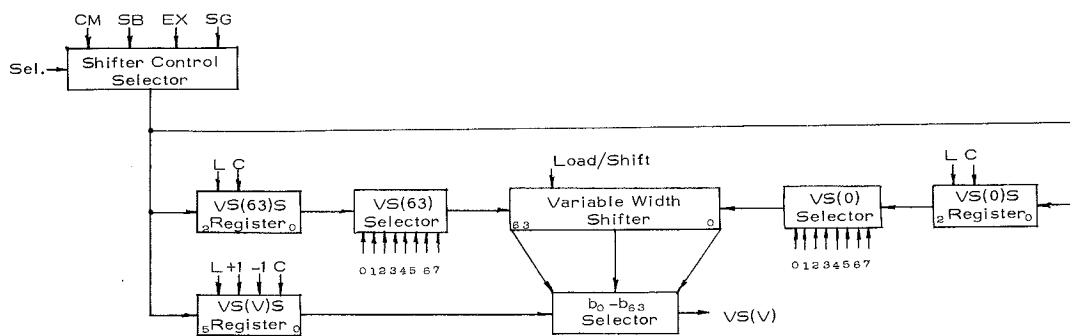 CM SB EX SG
Sel.
Shifter Control
Selector
Load/Shift
L C
L C
VS(63)S
2 Register 0
VS(63)
Selector
Variable Width
Shifter
63 0
VS(0)
Selector
VS(0)S
2 Register 0
0 1 2 3 4 5 6 7
0 1 2 3 4 5 6 7
L +1 -1 C
VS(V)S
5 Register 0
b0-b63
Selector
VS(V)